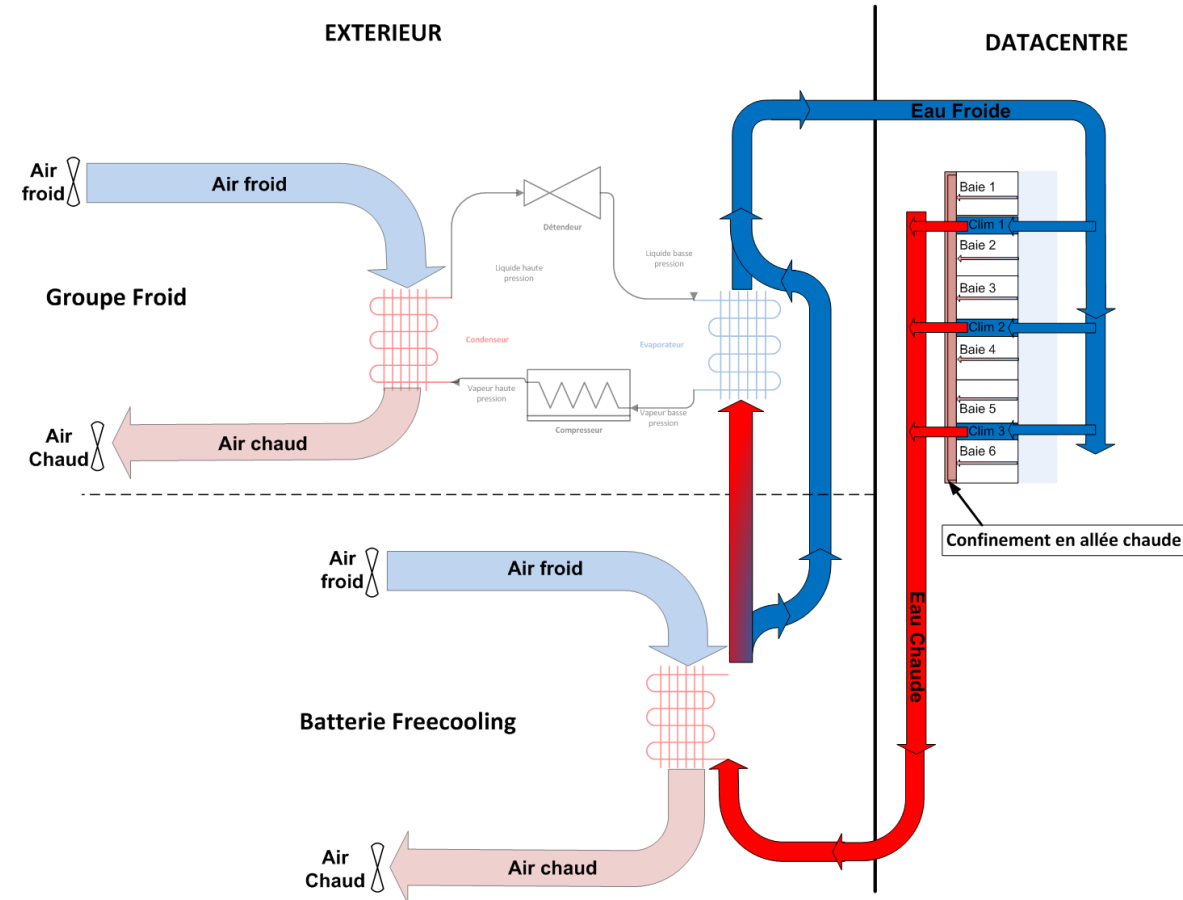 EXTERIEUR
DATACENTRE
Eau Froide
Air
froid
Air froid
Baie 1
Clim 1
Baie 2
Baie 3
Clim 2
Baie 4
Baie 5
Clim 3
Baie 6
Détendeur
Liquide haute
pression
Liquide basse
pression
Groupe Froid
Condenseur
Evaporateur
Vapeur haute
pression
Vapeur basse
pression
Compresseur
Air
Chaud
Air chaud
Confinement en allée chaude
Air
froid
Air froid
Eau Chaude
Batterie Freecooling
Air
Chaud
Air chaud